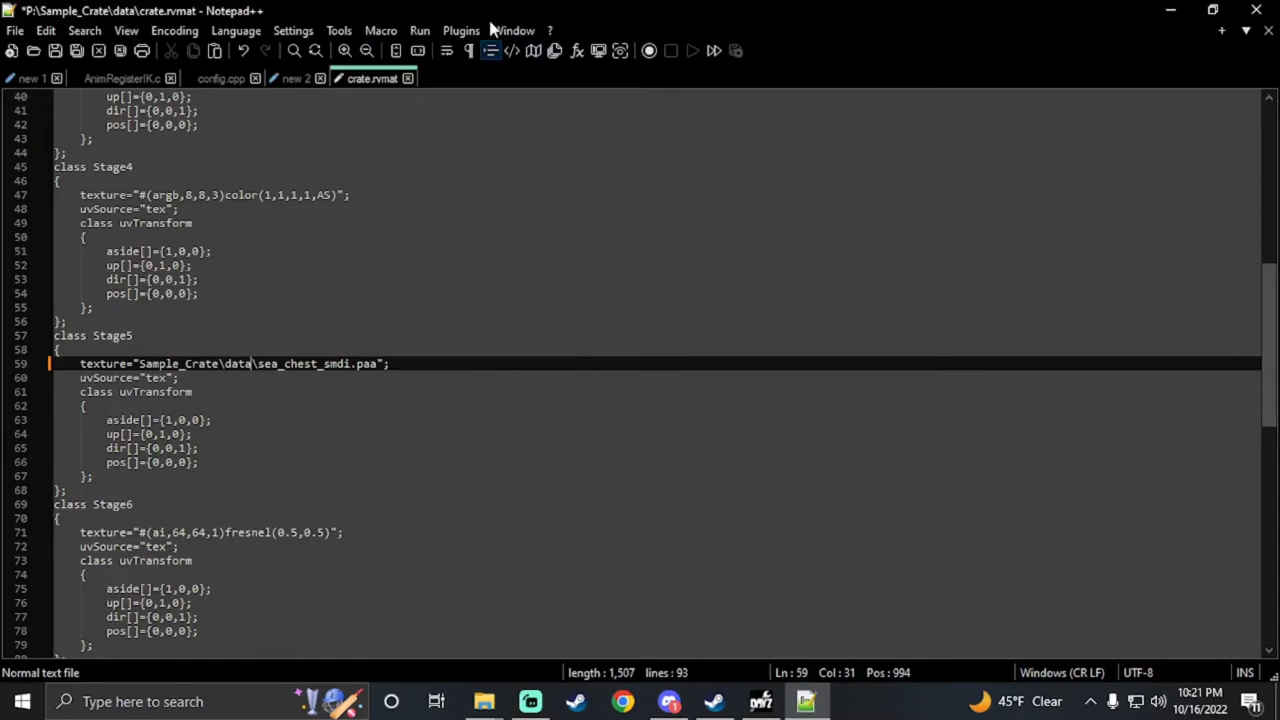 *P:\Sample_Crate\data\crate.rvmat - Notepad++
File Edit Search View Encoding Language Settings Tools Macro Run Plugins Window ?
new 1 AnimRegisterIK.c config.cpp new 2 crate.rvmat
40 up[]={0,1,0};
41 dir[]={0,0,1};
42 pos[]={0,0,0};
43 };
44 };
45 class Stage4
46 {
47 texture="#(argb,8,8,3)color(1,1,1,1,AS)";
48 uvSource="tex";
49 class uvTransform
50 {
51 aside[]={1,0,0};
52 up[]={0,1,0};
53 dir[]={0,0,1};
54 pos[]={0,0,0};
55 };
56 };
57 class Stage5
58 {
59 texture="Sample_Crate\data\sea_chest_smdi.paa";
60 uvSource="tex";
61 class uvTransform
62 {
63 aside[]={1,0,0};
64 up[]={0,1,0};
65 dir[]={0,0,1};
66 pos[]={0,0,0};
67 };
68 };
69 class Stage6
70 {
71 texture="#(ai,64,64,1)fresnel(0.5,0.5)";
72 uvSource="tex";
73 class uvTransform
74 {
75 aside[]={1,0,0};
76 up[]={0,1,0};
77 dir[]={0,0,1};
78 pos[]={0,0,0};
79 };
Normal text file length : 1,507 lines : 93 Ln : 59 Col : 31 Pos : 994 Windows (CR LF) UTF-8 INS
Type here to search 45°F Clear 10:21 PM
10/16/2022